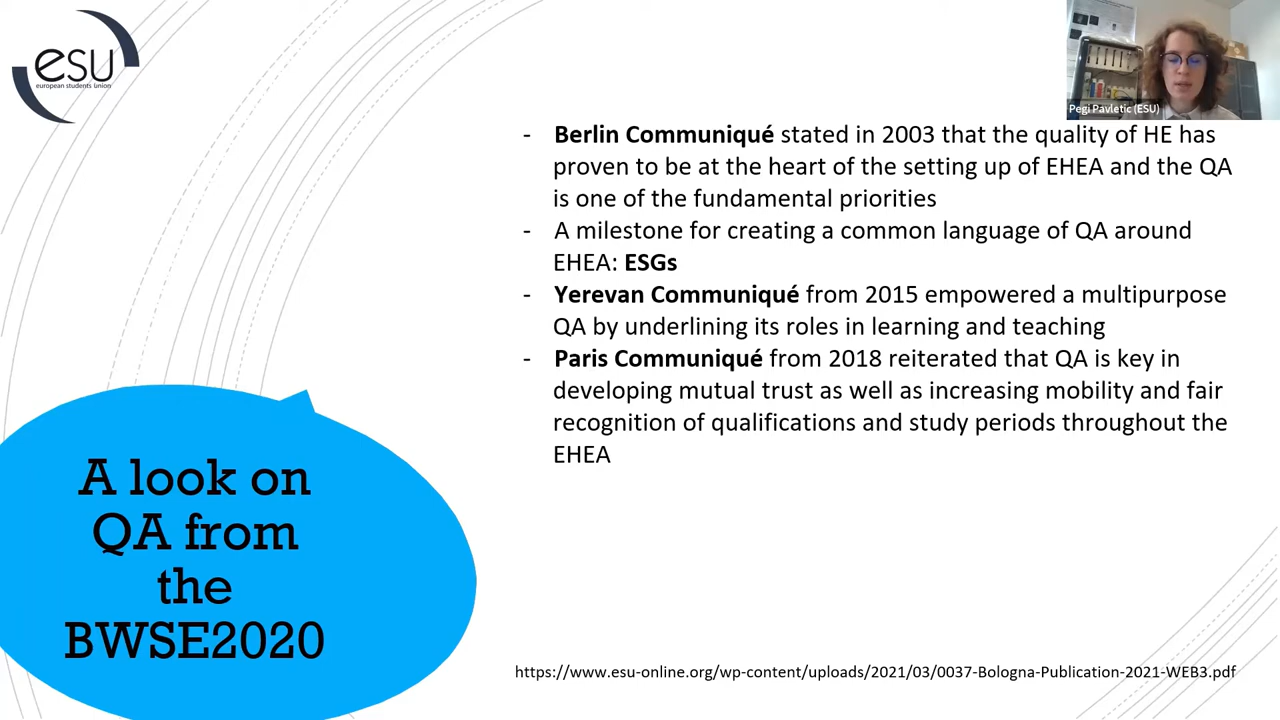 esu
european students union
Pegi Pavletic (ESU)
- Berlin Communiqué stated in 2003 that the quality of HE has
proven to be at the heart of the setting up of EHEA and the QA
is one of the fundamental priorities
- A milestone for creating a common language of QA around
EHEA: ESGs
- Yerevan Communiqué from 2015 empowered a multipurpose
QA by underlining its roles in learning and teaching
- Paris Communiqué from 2018 reiterated that QA is key in
developing mutual trust as well as increasing mobility and fair
recognition of qualifications and study periods throughout the
EHEA
A look on
QA from
the
BWSE2020
https://www.esu-online.org/wp-content/uploads/2021/03/0037-Bologna-Publication-2021-WEB3.pdf